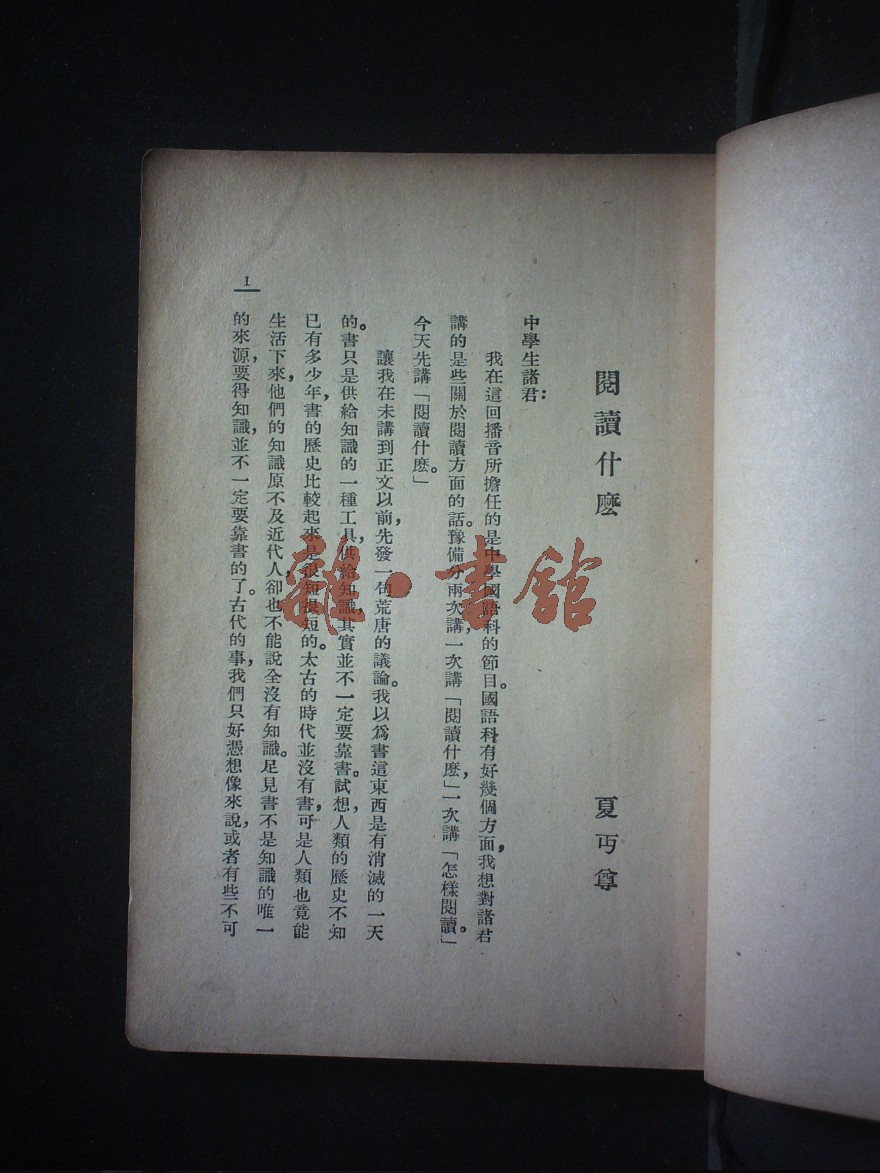 閱讀什麽
夏丏尊
中學生諸君：
我在這回播音所擔任的是中學國語科的節目。國語科有好幾個方面，我想對諸君
講的是些關於閱讀方面的話。豫備分兩次講，一次講「閱讀什麽，」一次講「怎樣閱讀。」
今天先講「閱讀什麽。」
讓我在未講到正文以前，先發一句荒唐的議論。我以爲書這東西是有消滅的一天
的。書只是供給知識的一種工具，供給知識，其實並不一定要靠書。試想，人類的歷史不知
已有多少年，書的歷史比較起來是很短很短的。太古的時代並沒有書，可是人類也竟能
生活下來，他們的知識原不及近代人，卻也不能說全沒有知識。足見書不是知識的唯一
的來源，要得知識，並不一定要靠書的了。古代的事，我們只好憑想像來說，或者有些不可
1
書館